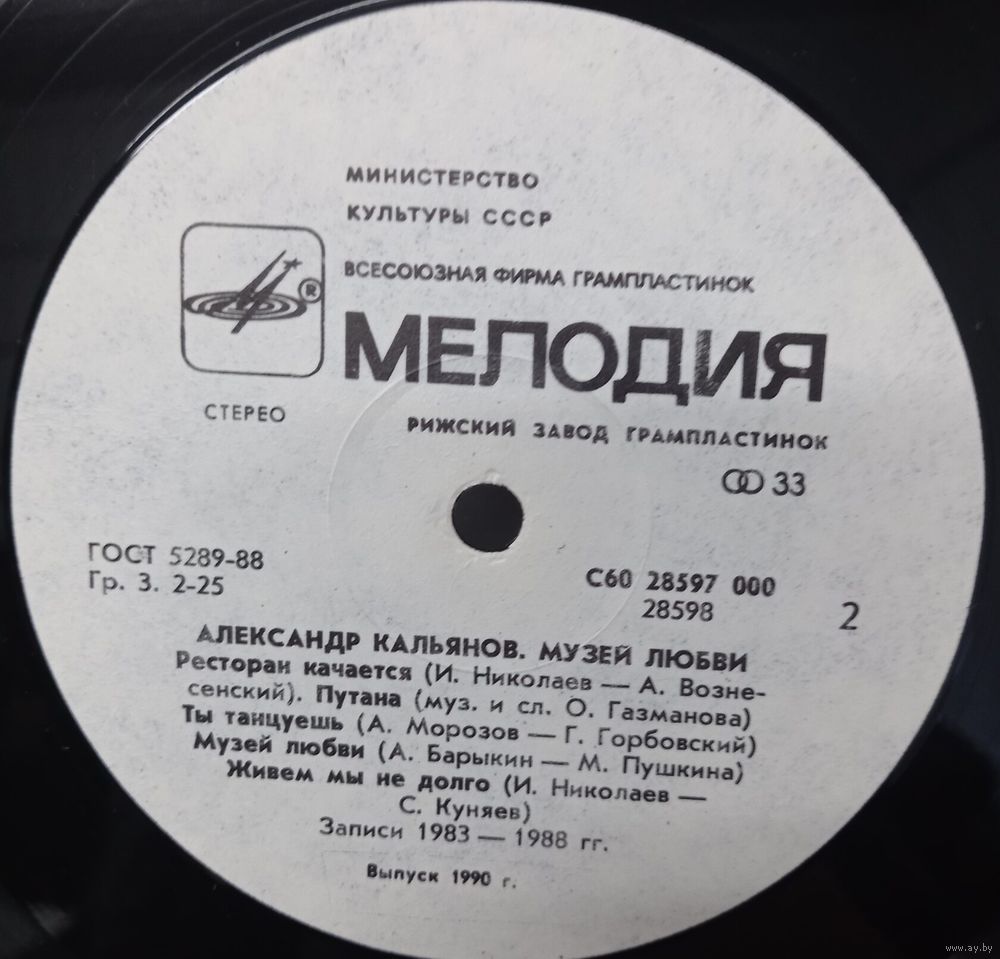 МИНИСТЕРСТВО
КУЛЬТУРЫ СССР
ВСЕСОЮЗНАЯ ФИРМА ГРАМПЛАСТИНОК
®
МЕЛОДИЯ
СТЕРЕО
РИЖСКИЙ ЗАВОД ГРАМПЛАСТИНОК
33
ГОСТ 5289-88
Гр. 3. 2-25
С60 28597 000
28598
2
АЛЕКСАНДР КАЛЬЯНОВ. МУЗЕЙ ЛЮБВИ
Ресторан качается (И. Николаев — А. Возне-
сенский). Путана (муз. и сл. О. Газманова)
Ты танцуешь (А. Морозов — Г. Горбовский)
Музей любви (А. Барыкин — М. Пушкина)
Живем мы не долго (И. Николаев —
С. Куняев)
Записи 1983 — 1988 гг.
Выпуск 1990 г.
www.ay.by